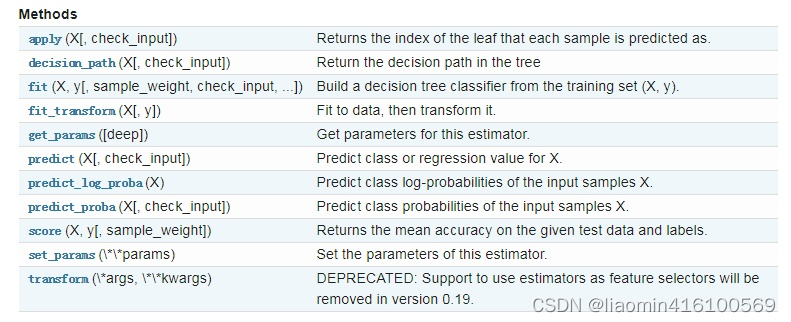 Methods
apply (X[, check_input]) Returns the index of the leaf that each sample is predicted as.
decision_path (X[, check_input]) Return the decision path in the tree
fit (X, y[, sample_weight, check_input, ...]) Build a decision tree classifier from the training set (X, y).
fit_transform (X[, y]) Fit to data, then transform it.
get_params ([deep]) Get parameters for this estimator.
predict (X[, check_input]) Predict class or regression value for X.
predict_log_proba (X) Predict class log-probabilities of the input samples X.
predict_proba (X[, check_input]) Predict class probabilities of the input samples X.
score (X, y[, sample_weight]) Returns the mean accuracy on the given test data and labels.
set_params (\*\*params) Set the parameters of this estimator.
transform (\*args, \*\*kwargs) DEPRECATED: Support to use estimators as feature selectors will be
removed in version 0.19.
CSDN @liaomin416100569